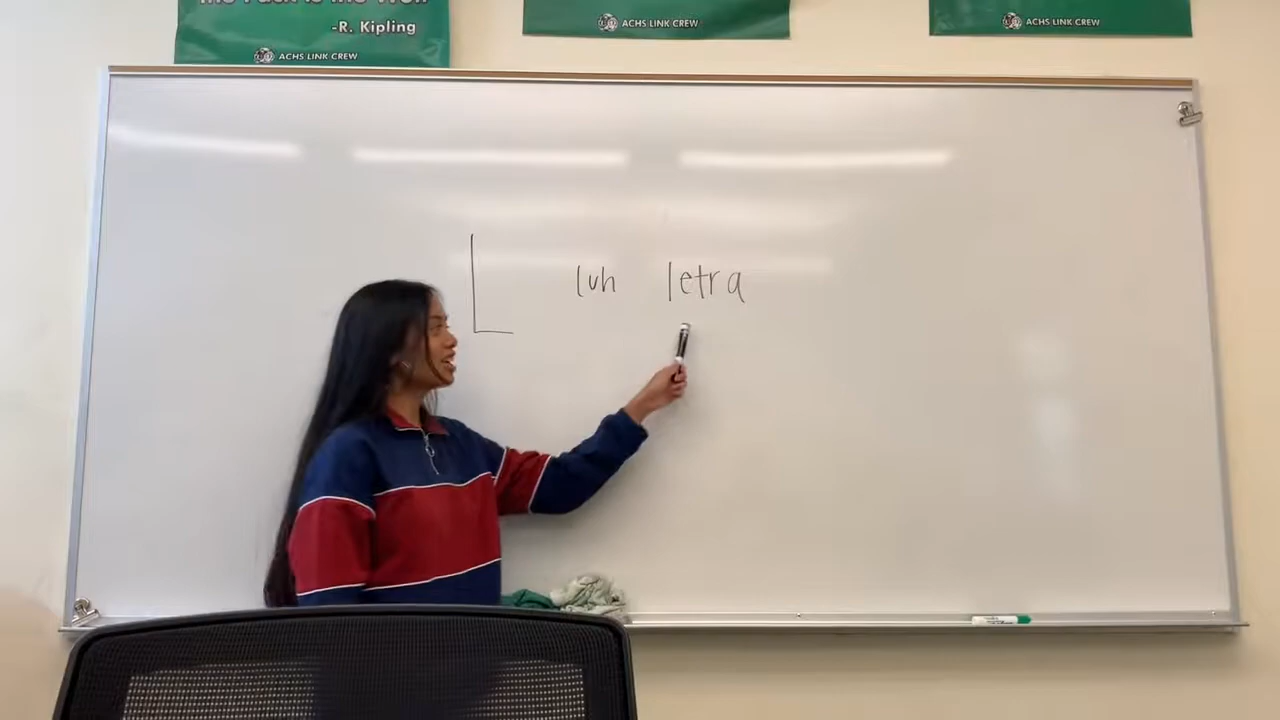 -R. Kipling
ACHS LINK CREW
ACHS LINK CREW
ACHS LINK CREW
L luh letra